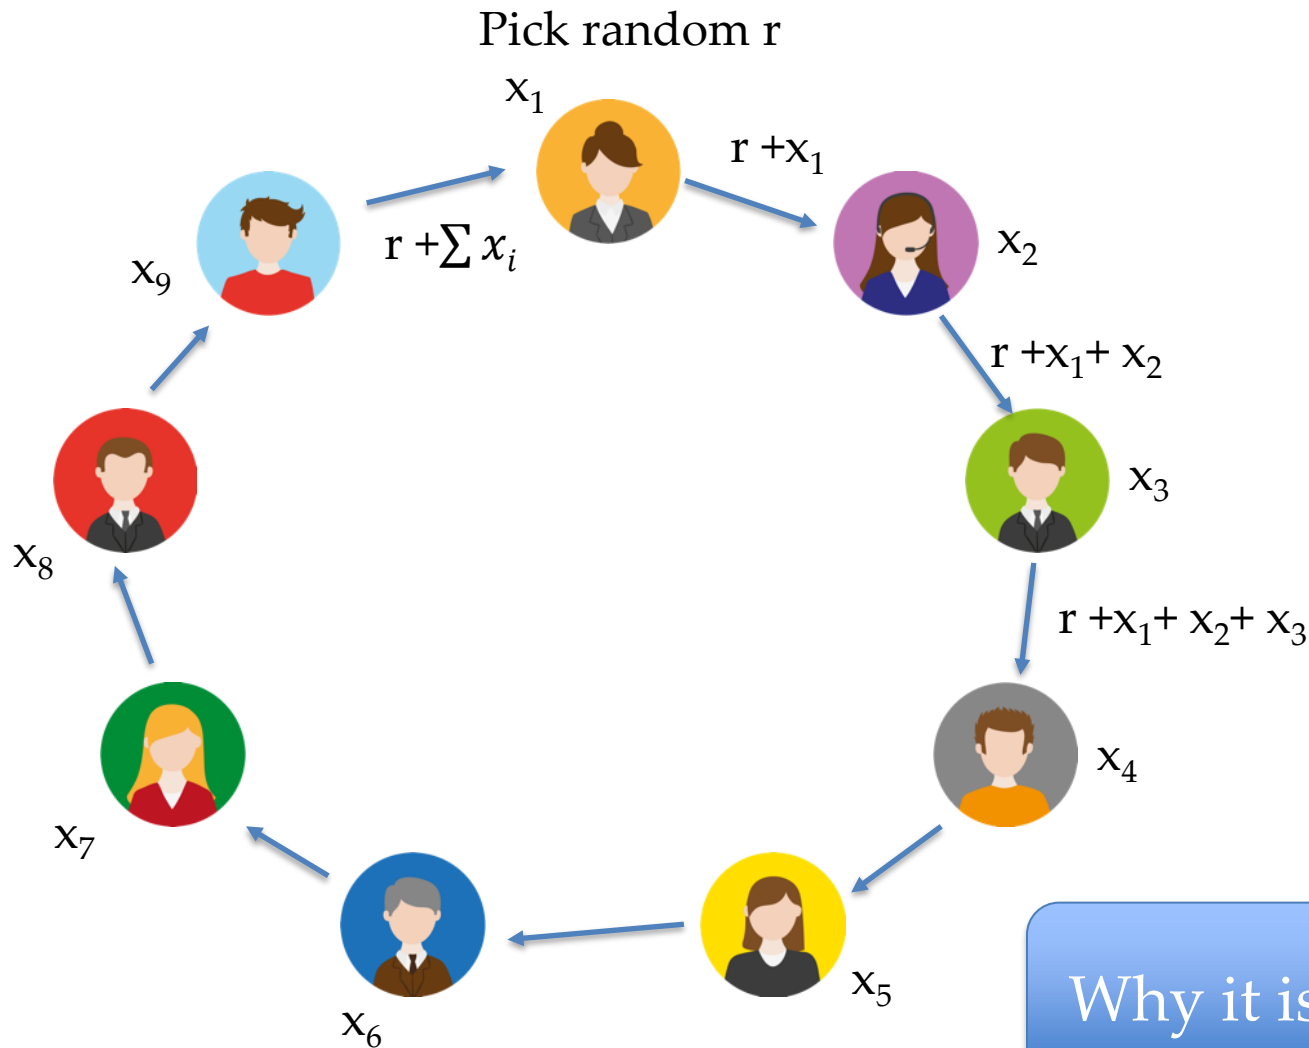 Pick random r
x₁
r +x₁
x₂
r +x₁+ x₂
x₃
r +x₁+ x₂+ x₃
x₄
x₅
x₆
x₇
x₈
x₉
r +∑ xᵢ
Why it is